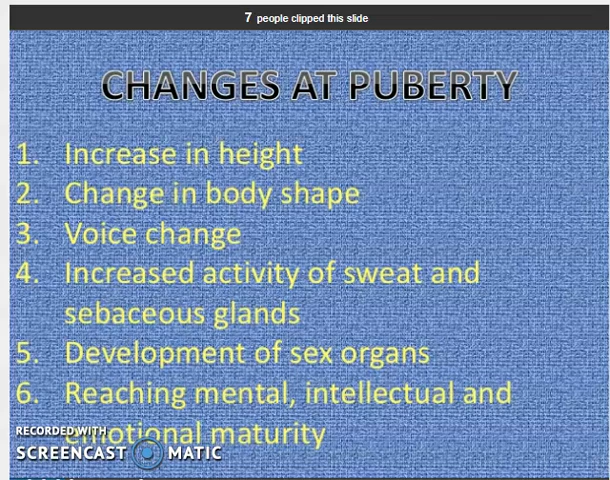 7 people clipped this slide
CHANGES AT PUBERTY
1. Increase in height
2. Change in body shape
3. Voice change
4. Increased activity of sweat and
sebaceous glands
5. Development of sex organs
6. Reaching mental, intellectual and
emotional maturity
RECORDED WITH
SCREENCAST MATIC